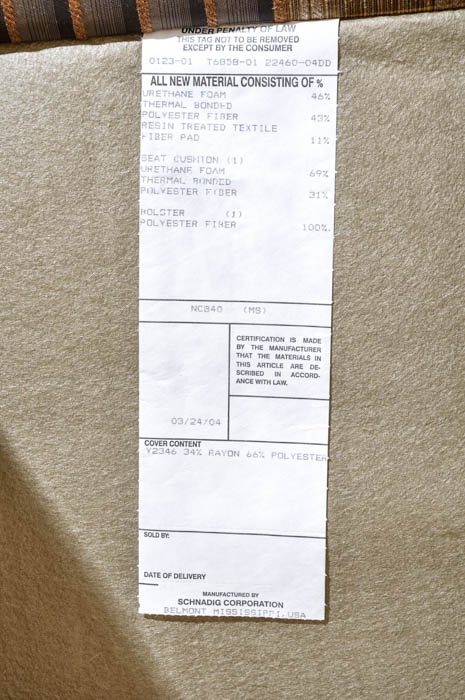 UNDER PENALTY OF LAW
THIS TAG NOT TO BE REMOVED
EXCEPT BY THE CONSUMER
0123-01 T685B-01 22460-04DD
ALL NEW MATERIAL CONSISTING OF %
URETHANE FOAM 46%
THERMAL BONDED
POLYESTER FIBER 43%
RESIN TREATED TEXTILE
FIBER PAD 11%
SEAT CUSHION (1)
URETHANE FOAM 69%
THERMAL BONDED
POLYESTER FIBER 31%
BOLSTER (1)
POLYESTER FIBER 100%
NC840 (MS)
CERTIFICATION IS MADE
BY THE MANUFACTURER
THAT THE MATERIALS IN
THIS ARTICLE ARE DE-
SCRIBED IN ACCORD-
ANCE WITH LAW.
03/24/04
COVER CONTENT
Y2346 34% RAYON 66% POLYESTER
SOLD BY:
DATE OF DELIVERY
MANUFACTURED BY
SCHNADIG CORPORATION
BELMONT MISSISSIPPI,USA